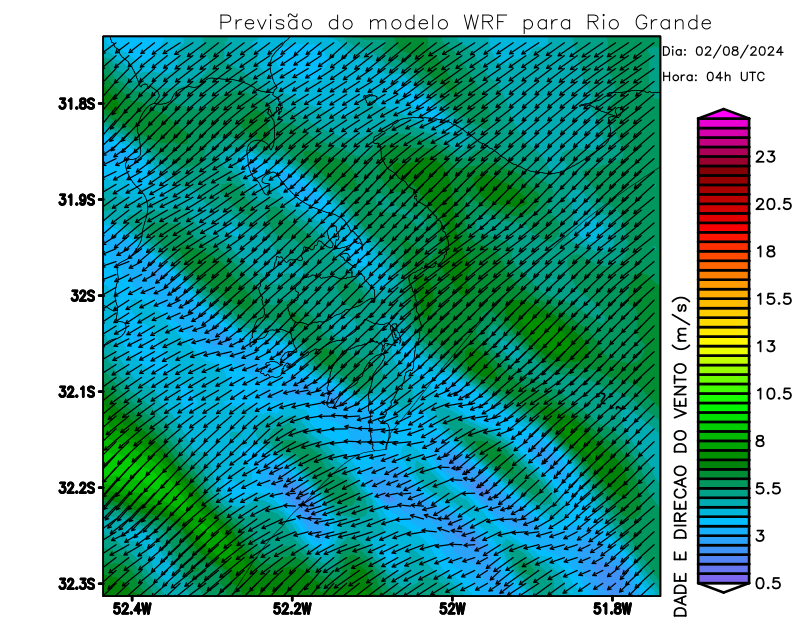 Previsão do modelo WRF para Rio Grande
Dia: 02/08/2024
Hora: 04h UTC
31.8S
31.9S
32S
32.1S
32.2S
32.3S
52.4W
52.2W
52W
51.8W
23
20.5
18
15.5
13
10.5
8
5.5
3
0.5
DADE E DIRECAO DO VENTO (m/s)